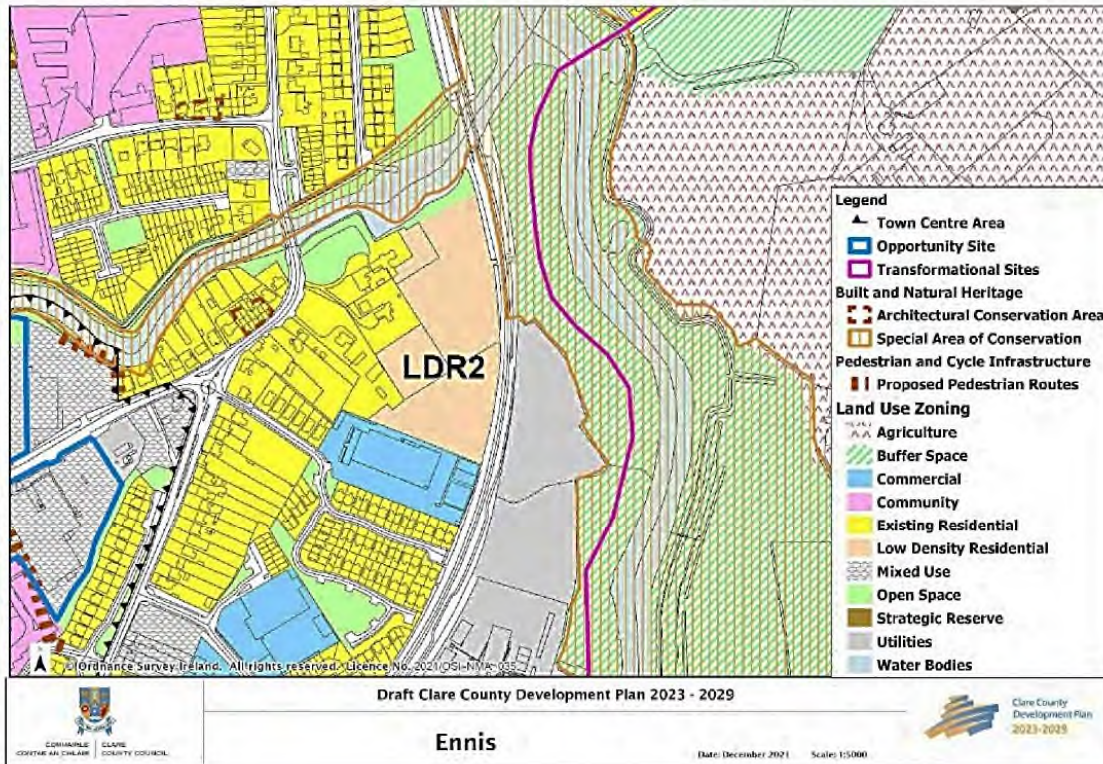 LDR2
Legend
Town Centre Area
Opportunity Site
Transformational Sites
Built and Natural Heritage
Architectural Conservation Area
Special Area of Conservation
Pedestrian and Cycle Infrastructure
Proposed Pedestrian Routes
Land Use Zoning
Agriculture
Buffer Space
Commercial
Community
Existing Residential
Low Density Residential
Mixed Use
Open Space
Strategic Reserve
Utilities
Water Bodies
© Ordnance Survey Ireland. All rights reserved. Licence No. 2021/OSi-NMA-035
Draft Clare County Development Plan 2023 - 2029
Ennis
Date: December 2021 Scale: 1:5000
COMHAIRLE CONTAE AN CHLÁIR
CLARE COUNTY COUNCIL
Clare County
Development Plan
2023-2029